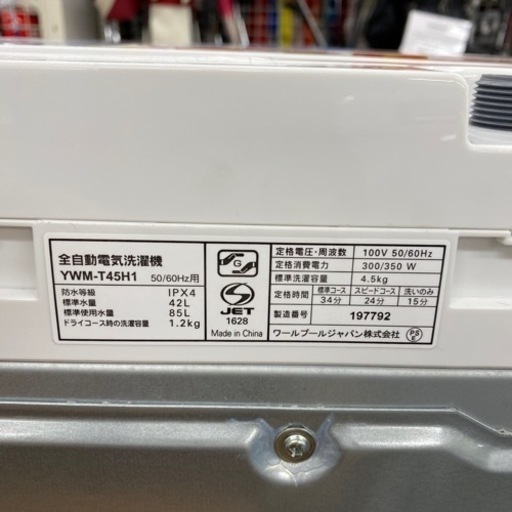 全自動電気洗濯機
YWM-T45H1 50/60Hz用
防水等級 IPX4
標準水量 42L
標準使用水量 85L
ドライコース時の洗濯容量 1.2kg
G
S
JET
1628
Made in China
定格電圧・周波数 100V 50/60Hz
定格消費電力 300/350 W
標準洗濯容量 4.5kg
定格時間 標準コース スピードコース 洗いのみ
34分 24分 15分
製造番号 197792
ワールプールジャパン株式会社 PSE